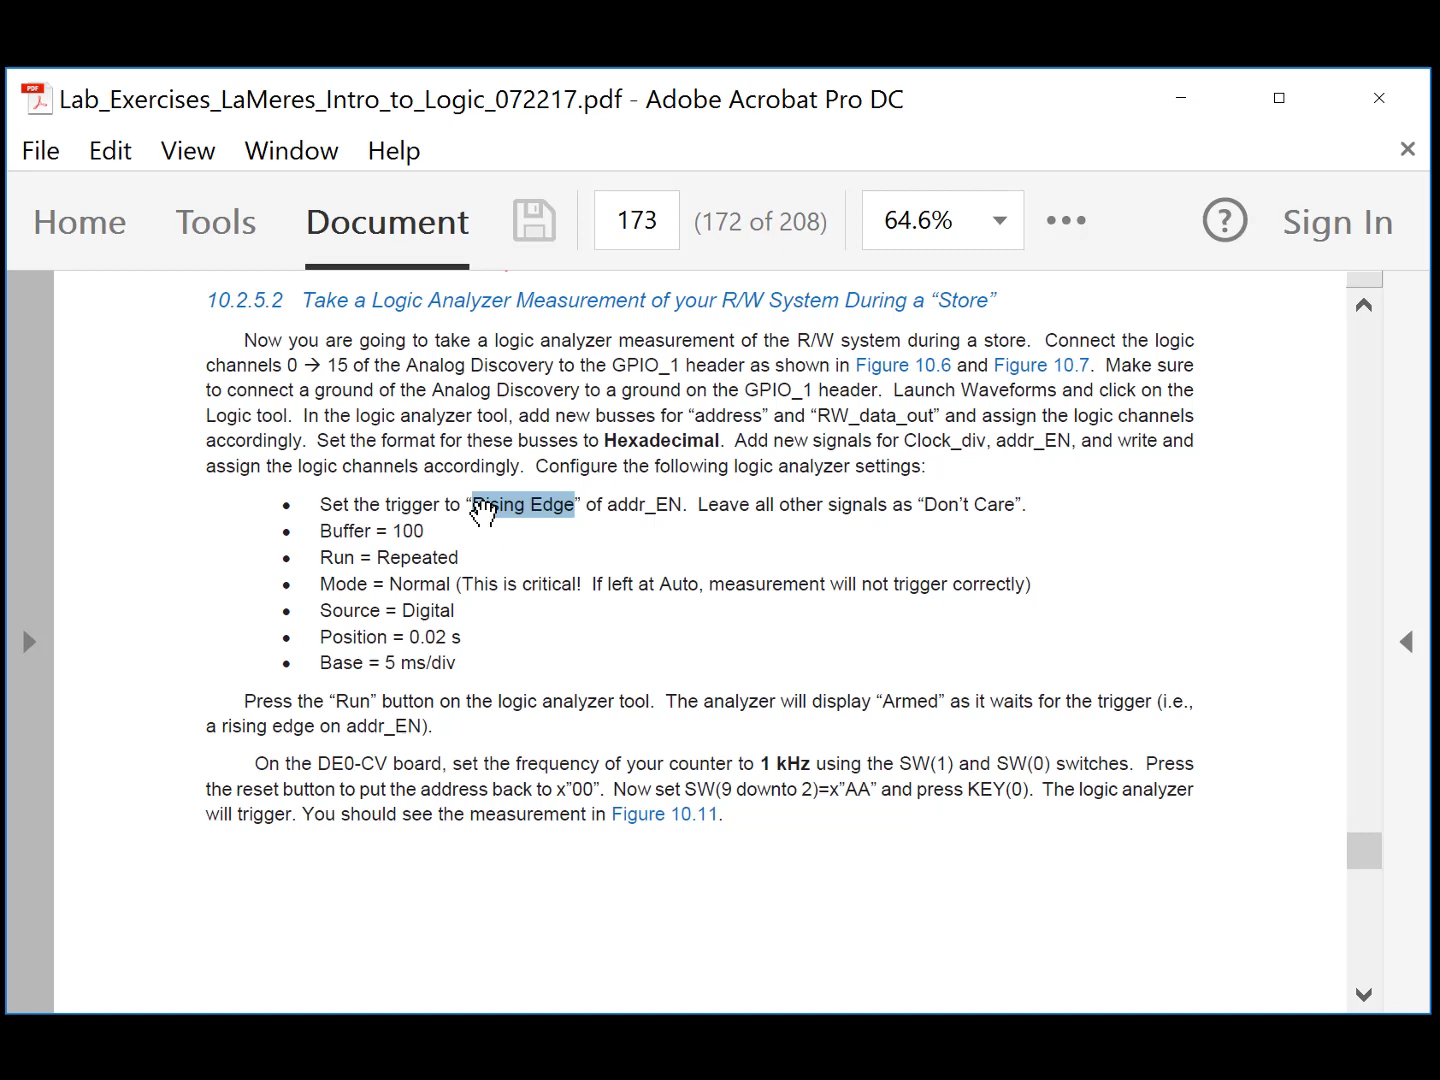 Lab_Exercises_LaMeres_Intro_to_Logic_072217.pdf - Adobe Acrobat Pro DC
File Edit View Window Help
Home Tools Document 173 (172 of 208) 64.6% Sign In
10.2.5.2 Take a Logic Analyzer Measurement of your R/W System During a “Store”
Now you are going to take a logic analyzer measurement of the R/W system during a store. Connect the logic
channels 0 → 15 of the Analog Discovery to the GPIO_1 header as shown in Figure 10.6 and Figure 10.7. Make sure
to connect a ground of the Analog Discovery to a ground on the GPIO_1 header. Launch Waveforms and click on the
Logic tool. In the logic analyzer tool, add new busses for “address” and “RW_data_out” and assign the logic channels
accordingly. Set the format for these busses to Hexadecimal. Add new signals for Clock_div, addr_EN, and write and
assign the logic channels accordingly. Configure the following logic analyzer settings:
• Set the trigger to “Rising Edge” of addr_EN. Leave all other signals as “Don’t Care”.
• Buffer = 100
• Run = Repeated
• Mode = Normal (This is critical! If left at Auto, measurement will not trigger correctly)
• Source = Digital
• Position = 0.02 s
• Base = 5 ms/div
Press the “Run” button on the logic analyzer tool. The analyzer will display “Armed” as it waits for the trigger (i.e.,
a rising edge on addr_EN).
On the DE0-CV board, set the frequency of your counter to 1 kHz using the SW(1) and SW(0) switches. Press
the reset button to put the address back to x”00”. Now set SW(9 downto 2)=x”AA” and press KEY(0). The logic analyzer
will trigger. You should see the measurement in Figure 10.11.